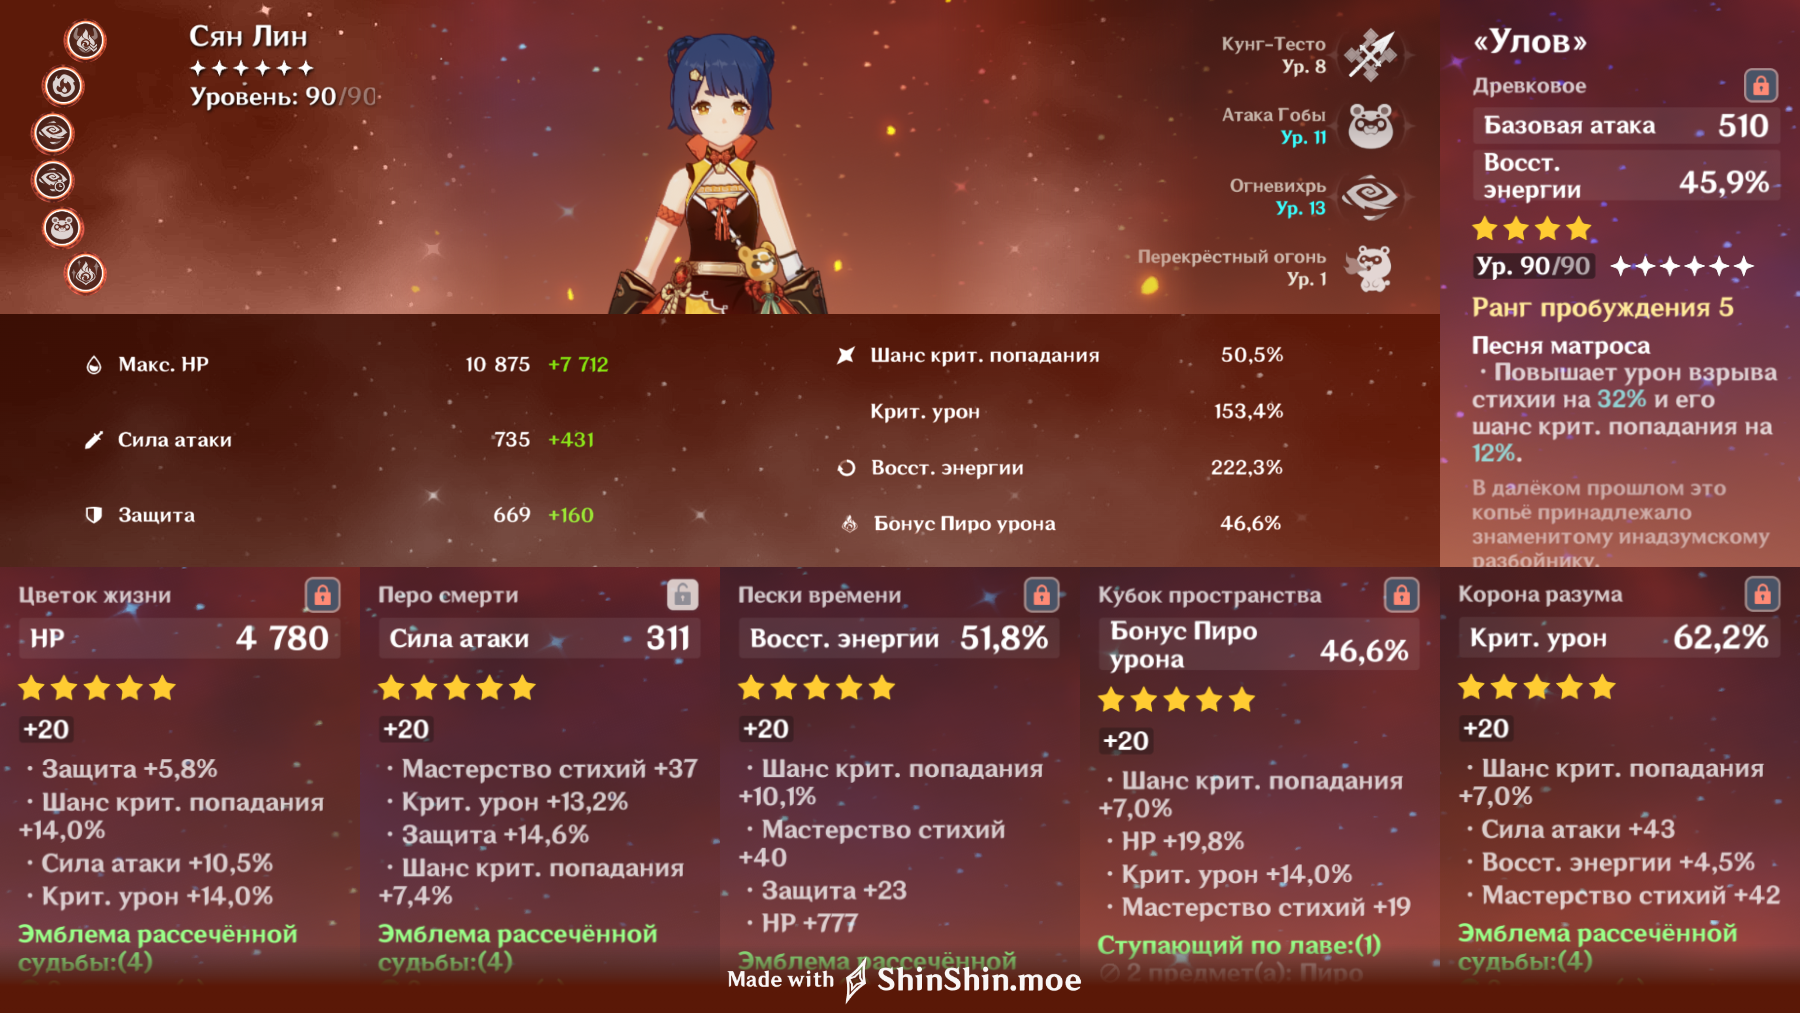 Сян Лин
Уровень: 90/90
Кунг-Тесто
Ур. 8
Атака Гобы
Ур. 11
Огневихрь
Ур. 13
Перекрёстный огонь
Ур. 1
«Улов»
Древковое
Базовая атака 510
Восст.
энергии 45,9%
Ур. 90/90
Ранг пробуждения 5
Песня матроса
· Повышает урон взрыва
стихии на 32% и его
шанс крит. попадания на
12%.
В далёком прошлом это
копьё принадлежало
знаменитому инадзумскому
разбойнику.
Макс. HP 10 875 +7 712
Сила атаки 735 +431
Защита 669 +160
Шанс крит. попадания 50,5%
Крит. урон 153,4%
Восст. энергии 222,3%
Бонус Пиро урона 46,6%
Цветок жизни
HP 4 780
+20
· Защита +5,8%
· Шанс крит. попадания
+14,0%
· Сила атаки +10,5%
· Крит. урон +14,0%
Эмблема рассечённой
судьбы:(4)
Перо смерти
Сила атаки 311
+20
· Мастерство стихий +37
· Крит. урон +13,2%
· Защита +14,6%
· Шанс крит. попадания
+7,4%
Эмблема рассечённой
судьбы:(4)
Пески времени
Восст. энергии 51,8%
+20
· Шанс крит. попадания
+10,1%
· Мастерство стихий
+40
· Защита +23
· HP +777
Эмблема рассечённой
Кубок пространства
Бонус Пиро
урона 46,6%
+20
· Шанс крит. попадания
+7,0%
· HP +19,8%
· Крит. урон +14,0%
· Мастерство стихий +19
Ступающий по лаве:(1)
2 предмет(а): Пиро
Корона разума
Крит. урон 62,2%
+20
· Шанс крит. попадания
+7,0%
· Сила атаки +43
· Восст. энергии +4,5%
· Мастерство стихий +42
Эмблема рассечённой
судьбы:(4)
Made with ShinShin.moe